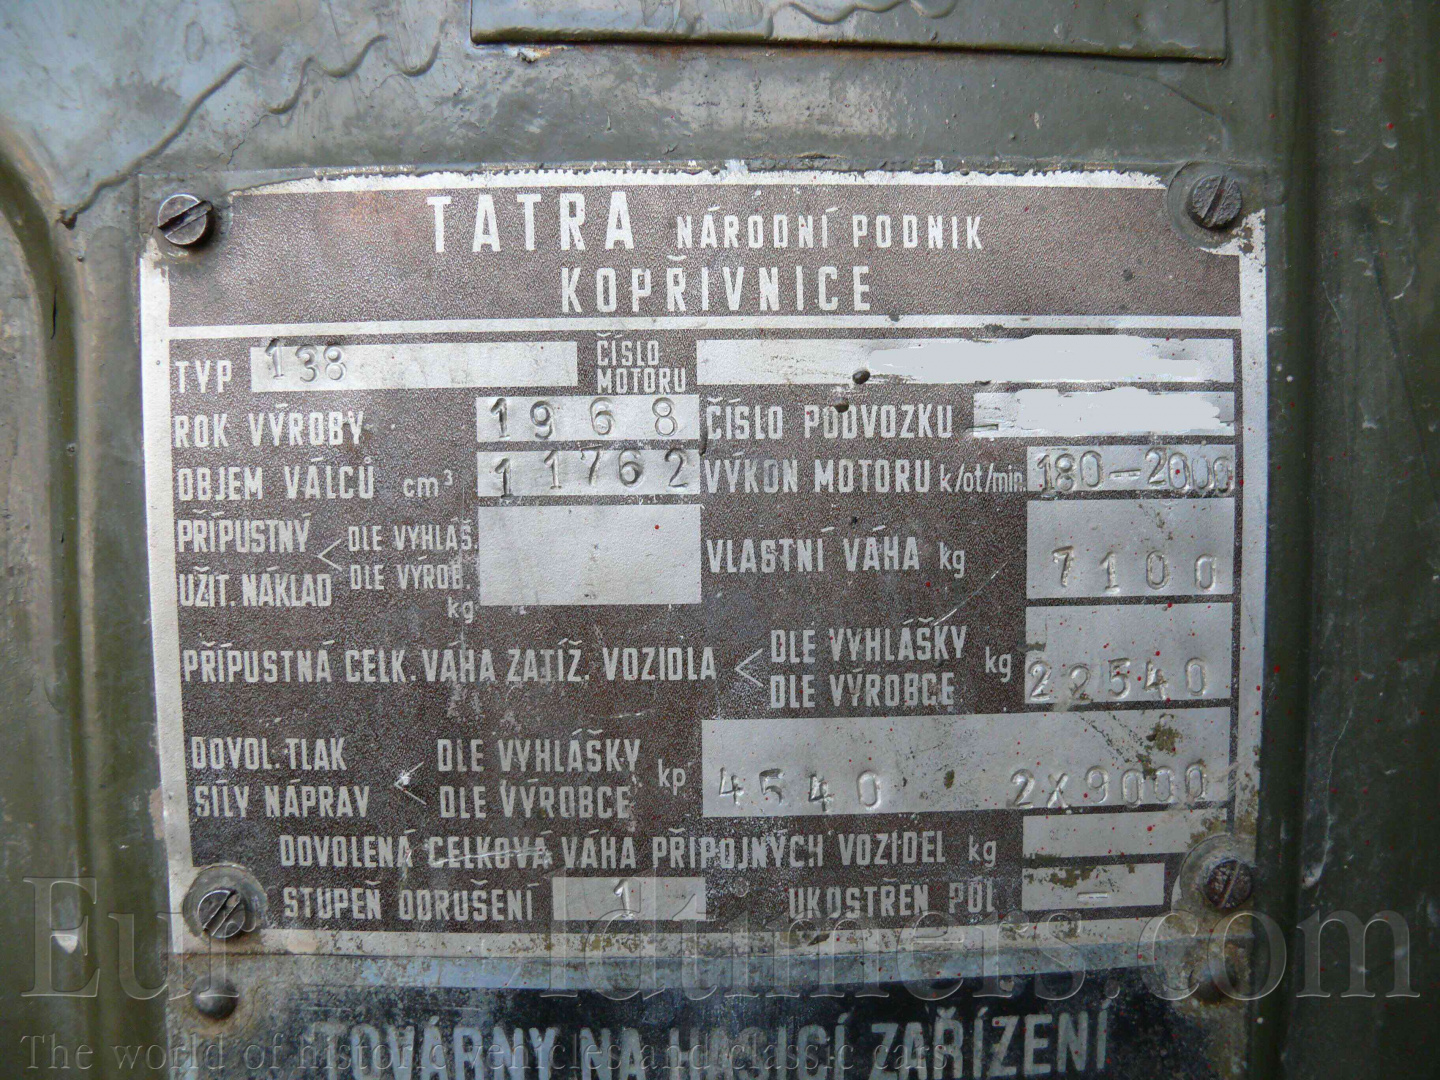 TATRA NÁRODNÍ PODNIK
KOPŘIVNICE
TYP 138 ČÍSLO MOTORU
ROK VÝROBY 1968 ČÍSLO PODVOZKU
OBJEM VÁLCŮ cm³ 11762 VÝKON MOTORU k/ot/min. 180-2000
PŘÍPUSTNÝ DLE VYHLÁŠ.
UŽIT. NÁKLAD DLE VÝROB. kg
VLASTNÍ VÁHA kg 7100
PŘÍPUSTNÁ CELK. VÁHA ZATÍŽ. VOZIDLA DLE VYHLÁŠKY kg
DLE VÝROBCE 22540
DOVOL. TLAK DLE VYHLÁŠKY kp
SÍLY NÁPRAV DLE VÝROBCE 4540 2X9000
DOVOLENÁ CELKOVÁ VÁHA PŘIPOJNÝCH VOZIDEL kg
STUPEŇ ODRUŠENÍ 1 UKOSTŘEN PÓL -
Eur Oldtimers.com
TOVÁRNY NA HASICÍ ZAŘÍZENÍ
The world of historic vehicles and classic cars